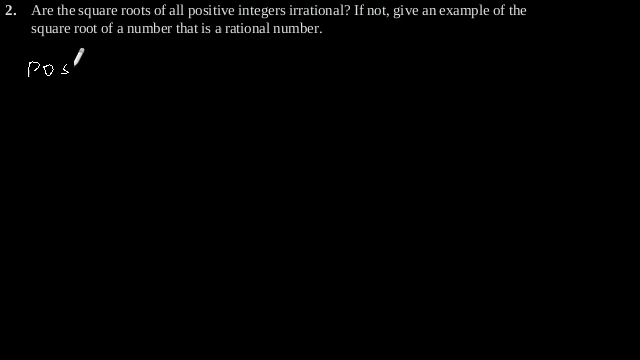 2. Are the square roots of all positive integers irrational? If not, give an example of the
square root of a number that is a rational number.
pos